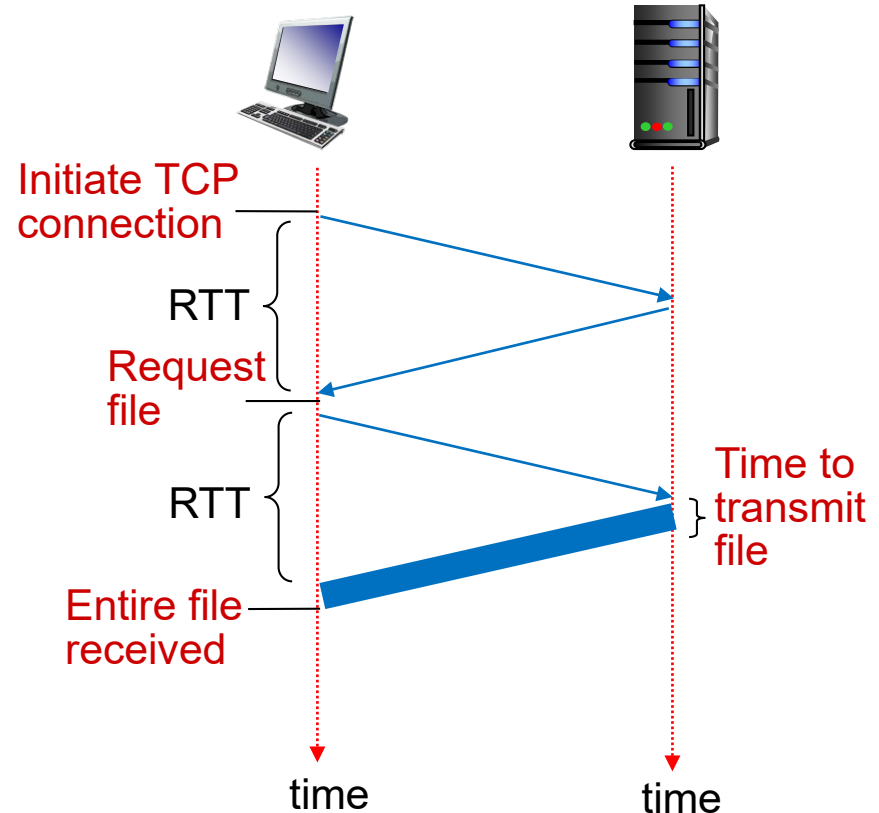 Initiate TCP
connection
RTT
Request
file
RTT
Time to
transmit
file
Entire file
received
time
time